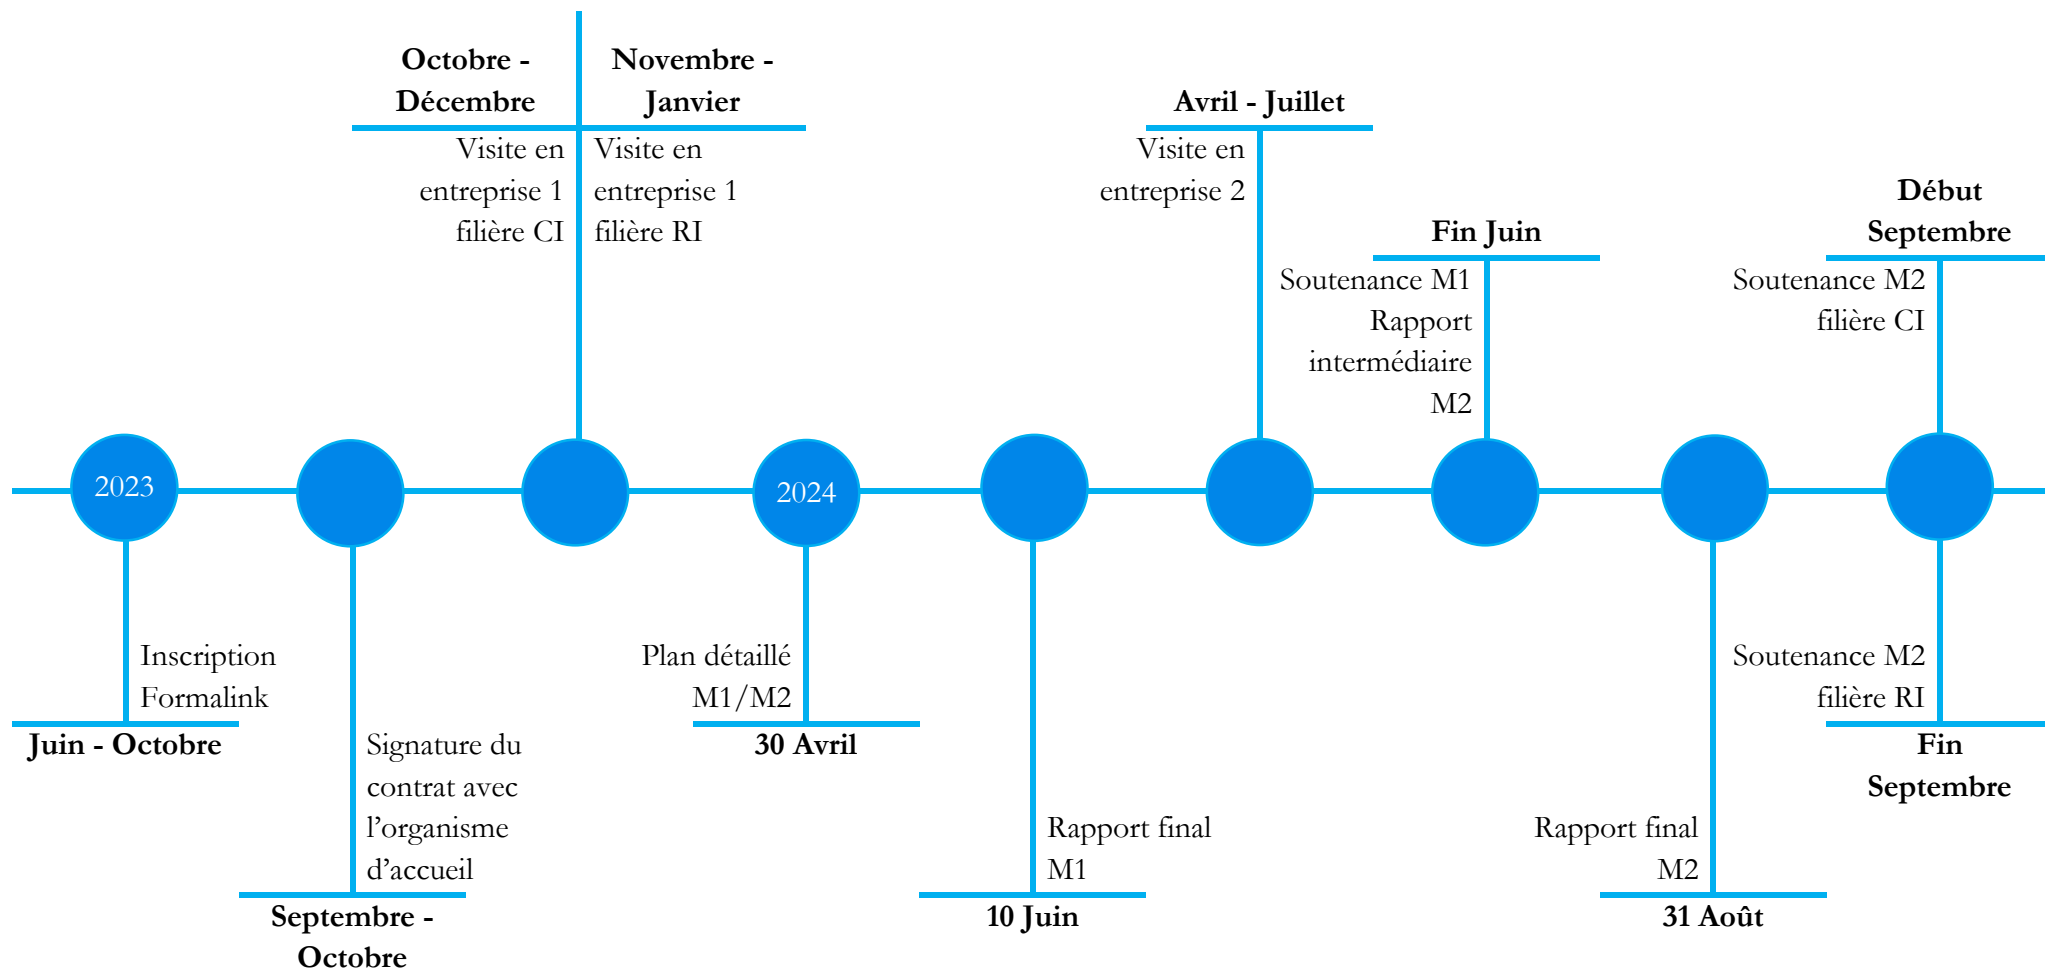 Octobre -
Décembre
Visite en
entreprise 1
filière CI
Novembre -
Janvier
Visite en
entreprise 1
filière RI
Avril - Juillet
Visite en
entreprise 2
Fin Juin
Soutenance M1
Rapport
intermédiaire
M2
Début
Septembre
Soutenance M2
filière CI
2023
2024
Inscription
Formalink
Juin - Octobre
Signature du
contrat avec
l’organisme
d’accueil
Septembre -
Octobre
Plan détaillé
M1/M2
30 Avril
Rapport final
M1
10 Juin
Rapport final
M2
31 Août
Soutenance M2
filière RI
Fin
Septembre